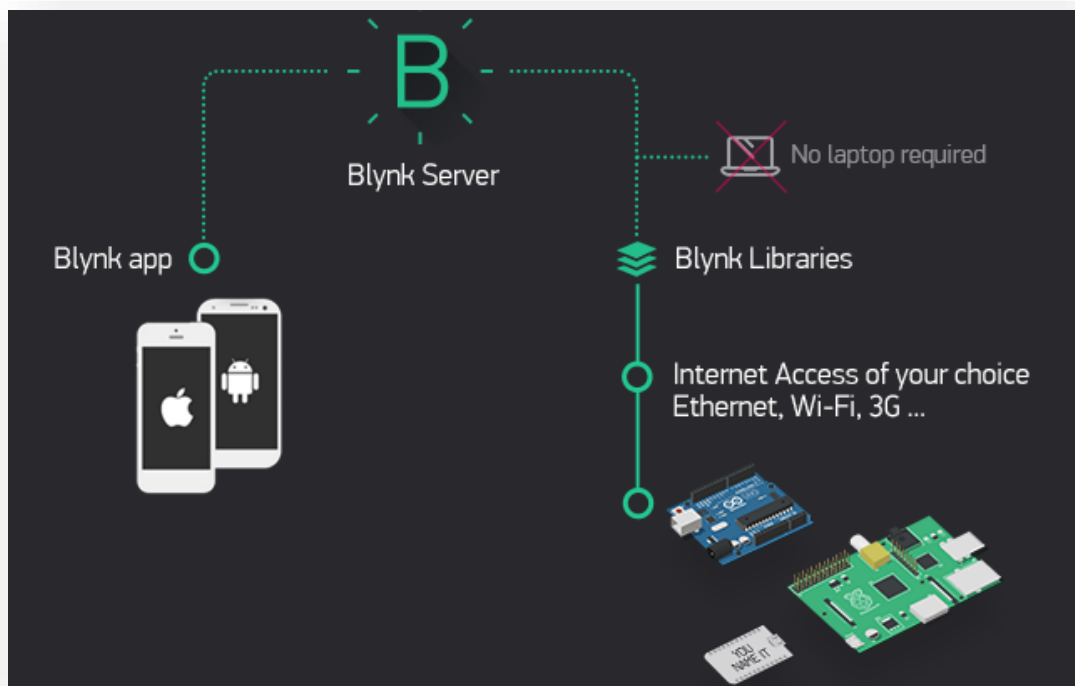 B
Blynk Server
No laptop required
Blynk app
Blynk Libraries
Internet Access of your choice
Ethernet, Wi-Fi, 3G ...
YOU
NAME IT